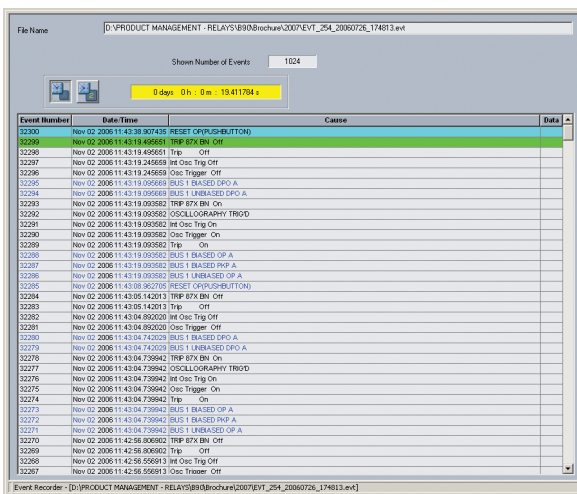 File Name D:\PRODUCT MANAGEMENT - RELAYS\B90\Brochure\2007\EVT_254_20060726_174813.evt
Shown Number of Events 1024
0 days 0 h : 0 m : 19.411784 s
Event Number Date/Time Cause Data
32300 Nov 02 2006 11:43:38.907435 RESET OP(PUSHBUTTON)
32299 Nov 02 2006 11:43:19.495651 TRIP 87X BN Off
32298 Nov 02 2006 11:43:19.495651 Trip Off
32297 Nov 02 2006 11:43:19.245659 Int Osc Trig Off
32296 Nov 02 2006 11:43:19.245659 Osc Trigger Off
32295 Nov 02 2006 11:43:19.095669 BUS 1 BIASED DPO A
32294 Nov 02 2006 11:43:19.095669 BUS 1 UNBIASED DPO A
32293 Nov 02 2006 11:43:19.093582 TRIP 87X BN On
32292 Nov 02 2006 11:43:19.093582 OSCILLOGRAPHY TRIG'D
32291 Nov 02 2006 11:43:19.093582 Int Osc Trig On
32290 Nov 02 2006 11:43:19.093582 Osc Trigger On
32289 Nov 02 2006 11:43:19.093582 Trip On
32288 Nov 02 2006 11:43:19.093582 BUS 1 BIASED OP A
32287 Nov 02 2006 11:43:19.093582 BUS 1 BIASED PKP A
32286 Nov 02 2006 11:43:19.093582 BUS 1 UNBIASED OP A
32285 Nov 02 2006 11:43:08.962705 RESET OP(PUSHBUTTON)
32284 Nov 02 2006 11:43:05.142013 TRIP 87X BN Off
32283 Nov 02 2006 11:43:05.142013 Trip Off
32282 Nov 02 2006 11:43:04.892020 Int Osc Trig Off
32281 Nov 02 2006 11:43:04.892020 Osc Trigger Off
32280 Nov 02 2006 11:43:04.742029 BUS 1 BIASED DPO A
32279 Nov 02 2006 11:43:04.742029 BUS 1 UNBIASED DPO A
32278 Nov 02 2006 11:43:04.739942 TRIP 87X BN On
32277 Nov 02 2006 11:43:04.739942 OSCILLOGRAPHY TRIG'D
32276 Nov 02 2006 11:43:04.739942 Int Osc Trig On
32275 Nov 02 2006 11:43:04.739942 Osc Trigger On
32274 Nov 02 2006 11:43:04.739942 Trip On
32273 Nov 02 2006 11:43:04.739942 BUS 1 BIASED OP A
32272 Nov 02 2006 11:43:04.739942 BUS 1 BIASED PKP A
32271 Nov 02 2006 11:43:04.739942 BUS 1 UNBIASED OP A
32270 Nov 02 2006 11:42:56.806902 TRIP 87X BN Off
32269 Nov 02 2006 11:42:56.806902 Trip Off
32268 Nov 02 2006 11:42:56.556913 Int Osc Trig Off
32267 Nov 02 2006 11:42:56.556913 Osc Trigger Off
Event Recorder - [D:\PRODUCT MANAGEMENT - RELAYS\B90\Brochure\2007\EVT_254_20060726_174813.evt]